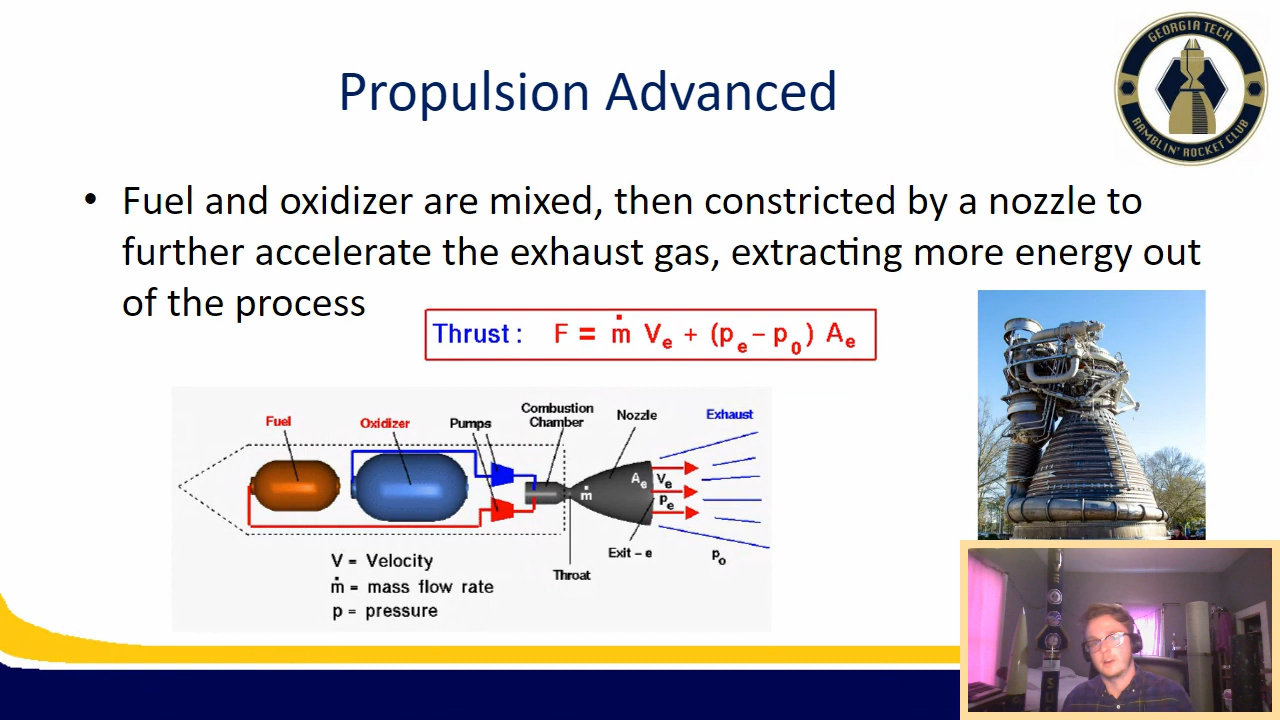 GEORGIA TECH
RAMBLIN' ROCKET CLUB
Propulsion Advanced
• Fuel and oxidizer are mixed, then constricted by a nozzle to
further accelerate the exhaust gas, extracting more energy out
of the process
Thrust : F = ṁ Vₑ + (pₑ – p₀) Aₑ
Fuel
Oxidizer
Pumps
Combustion
Chamber
Nozzle
Exhaust
Aₑ
Vₑ
ṁ
pₑ
Exit – e
p₀
Throat
V = Velocity
ṁ = mass flow rate
p = pressure